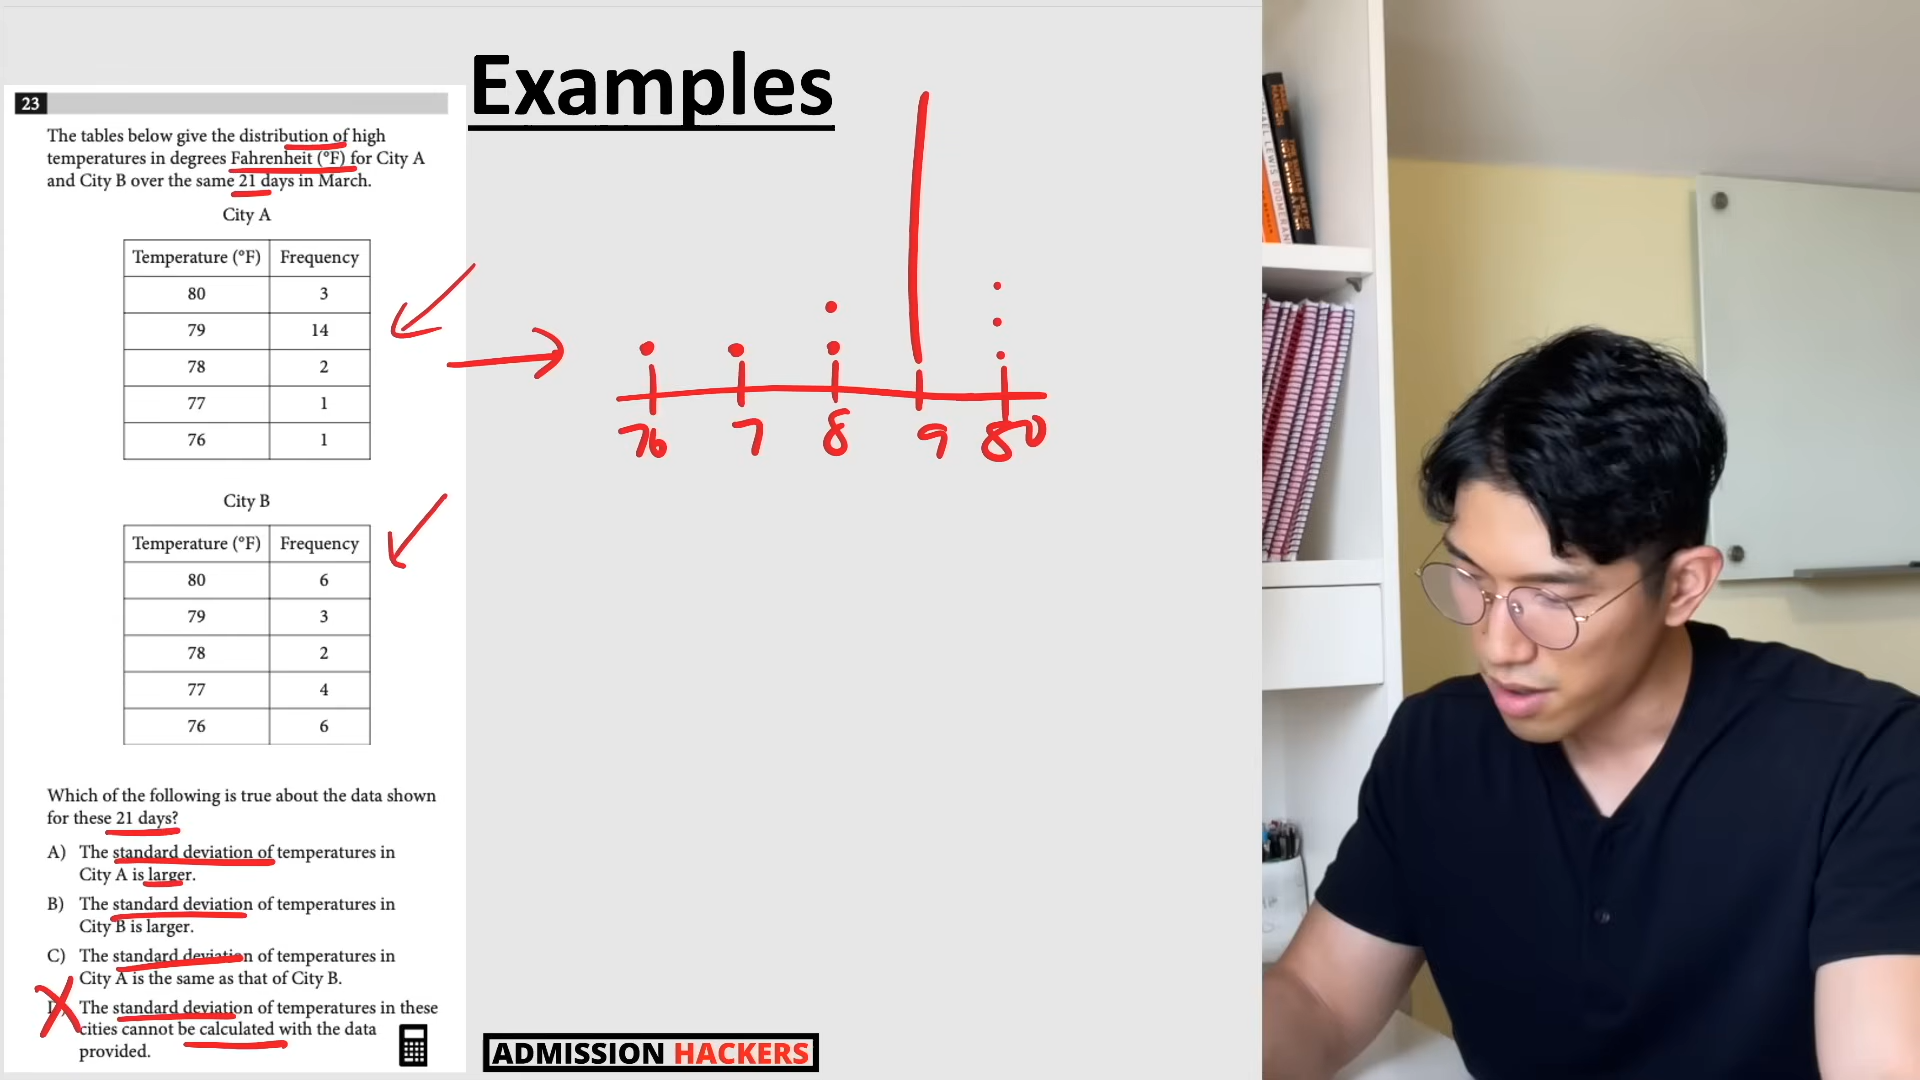 Examples
23
The tables below give the distribution of high
temperatures in degrees Fahrenheit (°F) for City A
and City B over the same 21 days in March.
City A
Temperature (°F) Frequency
80 3
79 14
78 2
77 1
76 1
City B
Temperature (°F) Frequency
80 6
79 3
78 2
77 4
76 6
Which of the following is true about the data shown
for these 21 days?
A) The standard deviation of temperatures in
City A is larger.
B) The standard deviation of temperatures in
City B is larger.
C) The standard deviation of temperatures in
City A is the same as that of City B.
The standard deviation of temperatures in these
cities cannot be calculated with the data
provided.
76 7 8 9 80
ADMISSION HACKERS